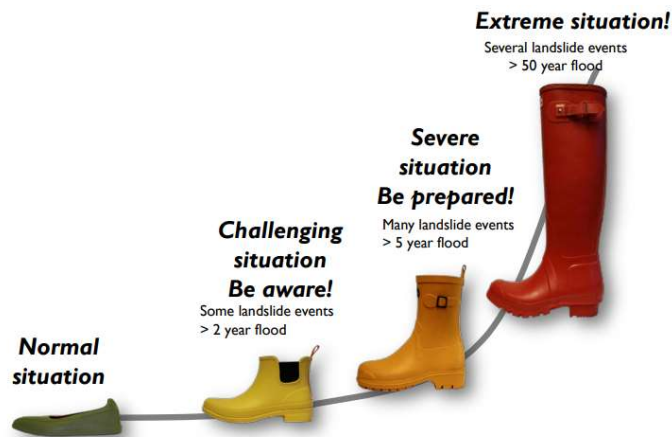 Extreme situation!
Several landslide events
> 50 year flood
Severe
situation
Be prepared!
Many landslide events
> 5 year flood
Challenging
situation
Be aware!
Some landslide events
> 2 year flood
Normal
situation